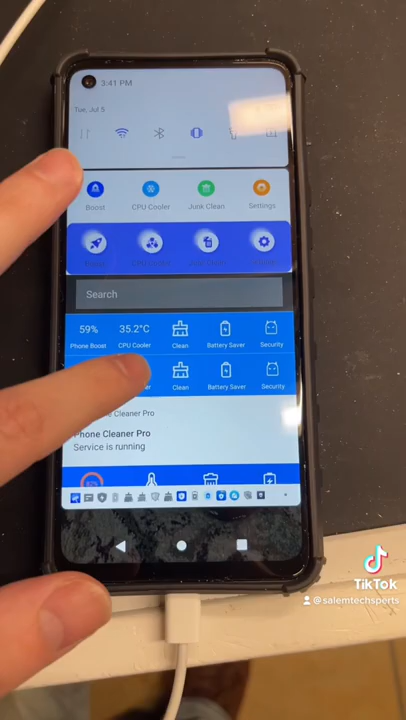 3:41 PM
Tue, Jul 5
Boost CPU Cooler Junk Clean Settings
Search
59% 35.2°C
Phone Boost CPU Cooler Clean Battery Saver Security
Clean Battery Saver Security
Phone Cleaner Pro
Phone Cleaner Pro
Service is running
82%
TikTok
@salemtechsperts